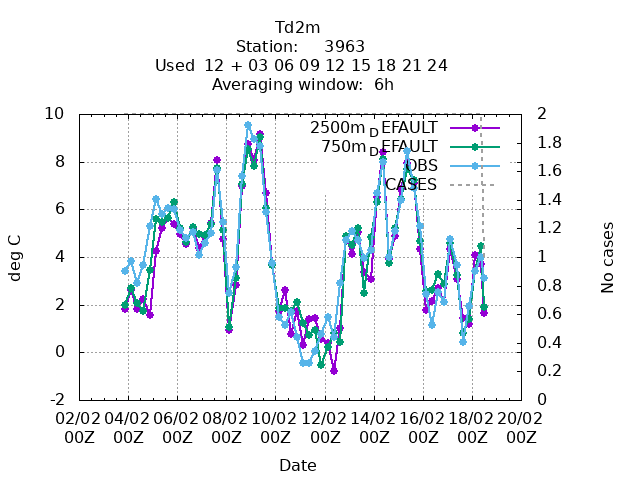 Td2m
Station: 3963
Used 12 + 03 06 09 12 15 18 21 24
Averaging window: 6h
10 2
2500m DEFAULT
750m DEFAULT
OBS
CASES
8
6
4
2
0
-2
1.8
1.6
1.4
1.2
1
0.8
0.6
0.4
0.2
0
deg C
No cases
02/02 04/02 06/02 08/02 10/02 12/02 14/02 16/02 18/02 20/02
00Z 00Z 00Z 00Z 00Z 00Z 00Z 00Z 00Z 00Z
Date